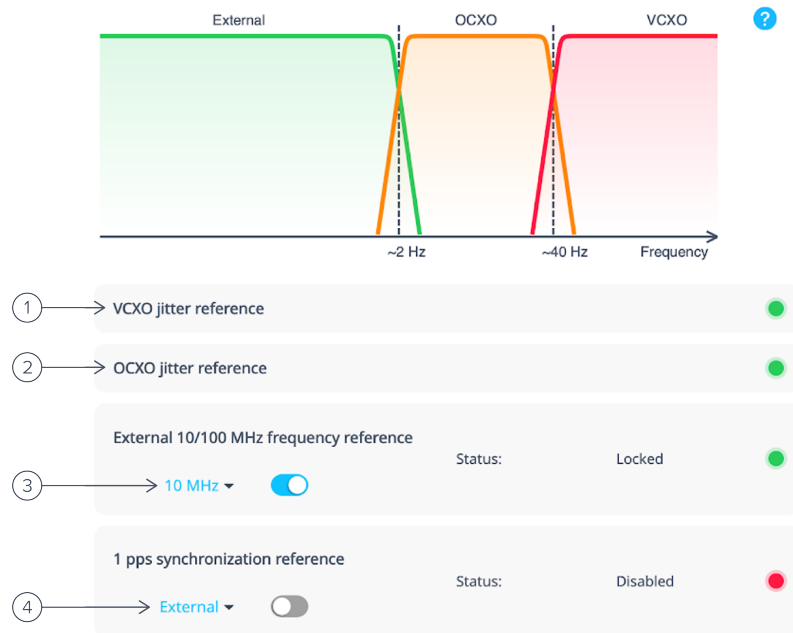 External OCXO VCXO ?
~2 Hz ~40 Hz Frequency
1 VCXO jitter reference
2 OCXO jitter reference
External 10/100 MHz frequency reference
Status: Locked
3 10 MHz
1 pps synchronization reference
Status: Disabled
4 External